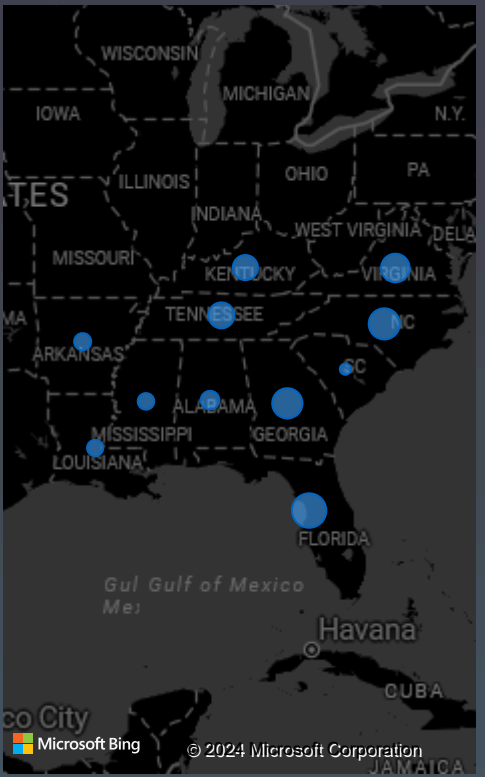 WISCONSIN
MICHIGAN
IOWA
N.Y.
ILLINOIS
OHIO
PA
TES
INDIANA
WEST VIRGINIA
DELA
MISSOURI
KENTUCKY
VIRGINIA
MA
TENNESSEE
NC
ARKANSAS
SC
ALABAMA
MISSISSIPPI
GEORGIA
LOUISIANA
FLORIDA
Gul Gulf of Mexico
Me
Havana
CUBA
co City
Microsoft Bing
© 2024 Microsoft Corporation
JAMAICA